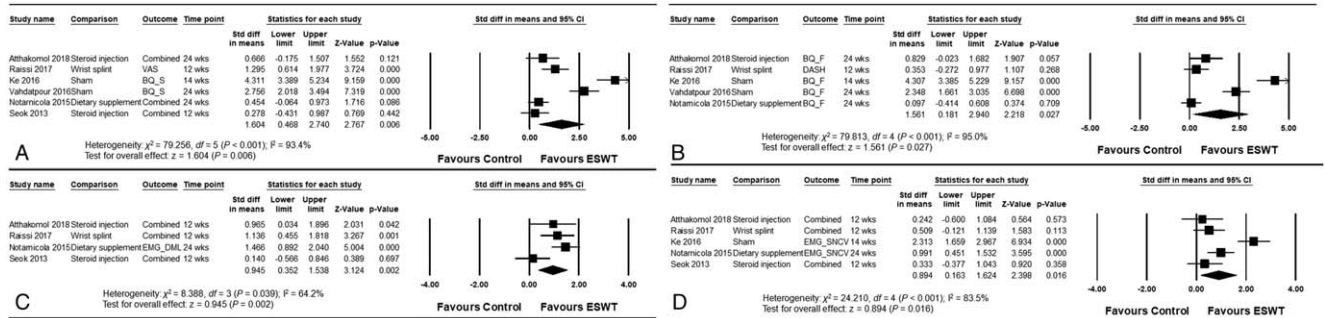 Study name Comparison Outcome Time point Statistics for each study Std diff in means and 95% CI
Std diff in means Lower limit Upper limit Z-Value p-Value
Atthakomol 2018 Steroid injection Combined 24 wks 0.666 -0.175 1.507 1.552 0.121
Raissi 2017 Wrist splint VAS 12 wks 1.295 0.614 1.977 3.724 0.000
Ke 2016 Sham BQ_S 14 wks 4.311 3.389 5.234 9.159 0.000
Vahdatpour 2016 Sham BQ_S 24 wks 2.756 2.018 3.494 7.319 0.000
Notarnicola 2015 Dietary supplement Combined 24 wks 0.454 -0.064 0.973 1.716 0.086
Seok 2013 Steroid injection Combined 12 wks 0.278 -0.431 0.987 0.769 0.442
1.604 0.468 2.740 2.767 0.006
-5.00 -2.50 0.00 2.50 5.00
A
Heterogeneity: χ² = 79.256, df = 5 (P < 0.001); I² = 93.4%
Test for overall effect: z = 1.604 (P = 0.006)
Favours Control Favours ESWT
Study name Comparison Outcome Time point Statistics for each study Std diff in means and 95% CI
Std diff in means Lower limit Upper limit Z-Value p-Value
Atthakomol 2018 Steroid injection BQ_F 24 wks 0.829 -0.023 1.682 1.907 0.057
Raissi 2017 Wrist splint DASH 12 wks 0.353 -0.272 0.977 1.107 0.268
Ke 2016 Sham BQ_F 14 wks 4.307 3.385 5.229 9.157 0.000
Vahdatpour 2016 Sham BQ_F 24 wks 2.348 1.661 3.035 6.698 0.000
Notarnicola 2015 Dietary supplement BQ_F 24 wks 0.097 -0.414 0.608 0.374 0.709
1.561 0.181 2.940 2.218 0.027
-5.00 -2.50 0.00 2.50 5.00
B
Heterogeneity: χ² = 79.813, df = 4 (P < 0.001); I² = 95.0%
Test for overall effect: z = 1.561 (P = 0.027)
Favours Control Favours ESWT
Study name Comparison Outcome Time point Statistics for each study Std diff in means and 95% CI
Std diff in means Lower limit Upper limit Z-Value p-Value
Atthakomol 2018 Steroid injection Combined 12 wks 0.965 0.034 1.896 2.031 0.042
Raissi 2017 Wrist splint Combined 12 wks 1.136 0.455 1.818 3.267 0.001
Notarnicola 2015 Dietary supplement EMG_DML 24 wks 1.466 0.892 2.040 5.004 0.000
Seok 2013 Steroid injection Combined 12 wks 0.140 -0.566 0.846 0.389 0.697
0.945 0.352 1.538 3.124 0.002
-4.00 -2.00 0.00 2.00 4.00
C
Heterogeneity: χ² = 8.388, df = 3 (P = 0.039); I² = 64.2%
Test for overall effect: z = 0.945 (P = 0.002)
Favours Control Favours ESWT
Study name Comparison Outcome Time point Statistics for each study Std diff in means and 95% CI
Std diff in means Lower limit Upper limit Z-Value p-Value
Atthakomol 2018 Steroid injection Combined 12 wks 0.242 -0.600 1.084 0.564 0.573
Raissi 2017 Wrist splint Combined 12 wks 0.509 -0.121 1.139 1.583 0.113
Ke 2016 Sham EMG_SNCV 14 wks 2.313 1.659 2.967 6.934 0.000
Notarnicola 2015 Dietary supplement EMG_SNCV 24 wks 0.991 0.451 1.532 3.595 0.000
Seok 2013 Steroid injection Combined 12 wks 0.333 -0.377 1.043 0.920 0.358
0.894 0.163 1.624 2.398 0.016
-4.00 -2.00 0.00 2.00 4.00
D
Heterogeneity: χ² = 24.210, df = 4 (P < 0.001); I² = 83.5%
Test for overall effect: z = 0.894 (P = 0.016)
Favours Control Favours ESWT